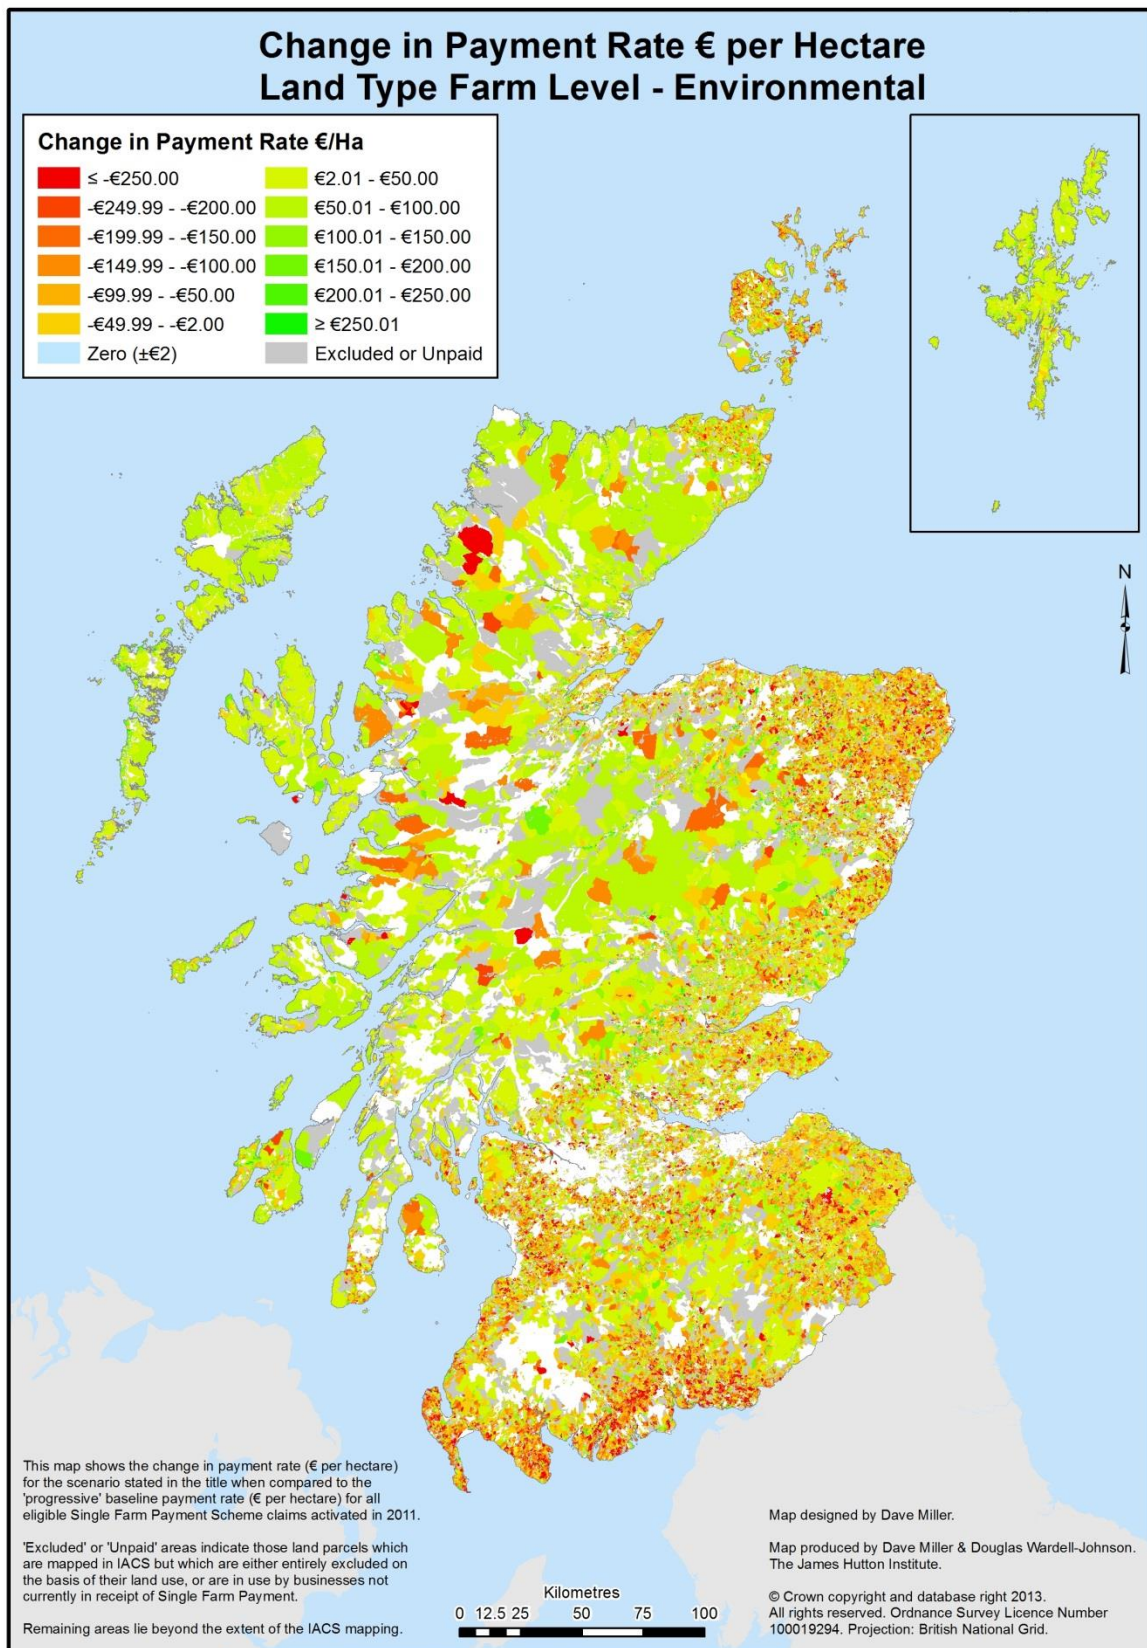 Change in Payment Rate € per Hectare
Land Type Farm Level - Environmental
Change in Payment Rate €/Ha
≤ -€250.00
-€249.99 - -€200.00
-€199.99 - -€150.00
-€149.99 - -€100.00
-€99.99 - -€50.00
-€49.99 - -€2.00
Zero (±€2)
€2.01 - €50.00
€50.01 - €100.00
€100.01 - €150.00
€150.01 - €200.00
€200.01 - €250.00
≥ €250.01
Excluded or Unpaid
N
This map shows the change in payment rate (€ per hectare)
for the scenario stated in the title when compared to the
'progressive' baseline payment rate (€ per hectare) for all
eligible Single Farm Payment Scheme claims activated in 2011.
'Excluded' or 'Unpaid' areas indicate those land parcels which
are mapped in IACS but which are either entirely excluded on
the basis of their land use, or are in use by businesses not
currently in receipt of Single Farm Payment.
Remaining areas lie beyond the extent of the IACS mapping.
Kilometres
0 12.5 25 50 75 100
Map designed by Dave Miller.
Map produced by Dave Miller & Douglas Wardell-Johnson.
The James Hutton Institute.
© Crown copyright and database right 2013.
All rights reserved. Ordnance Survey Licence Number
100019294. Projection: British National Grid.